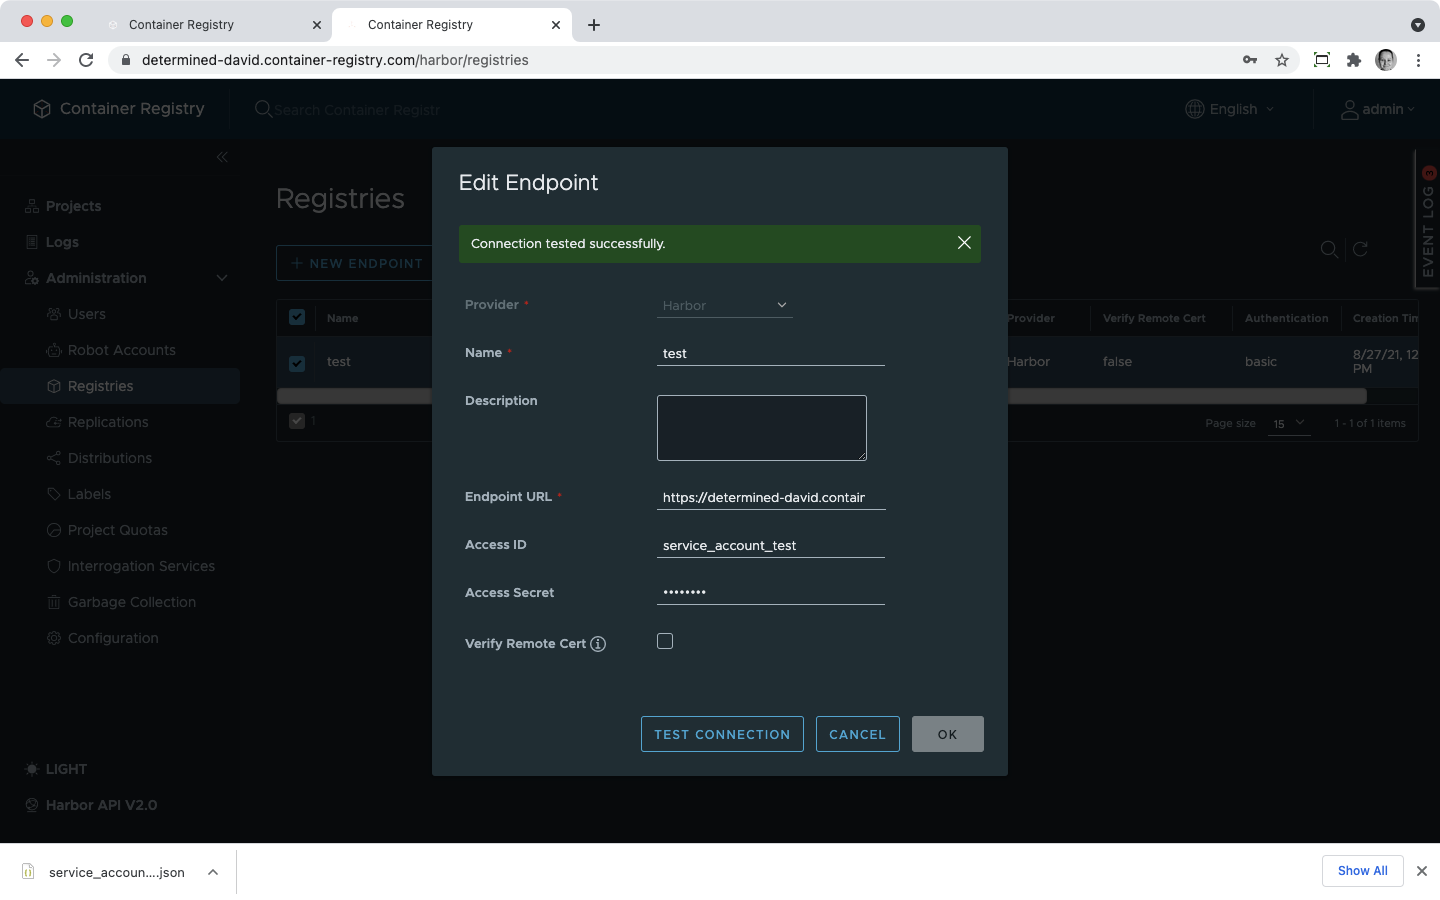 Container Registry
Container Registry
determined-david.container-registry.com/harbor/registries
Container Registry
Search Container Registr
English
admin
Projects
Logs
Administration
Users
Robot Accounts
Registries
Replications
Distributions
Labels
Project Quotas
Interrogation Services
Garbage Collection
Configuration
LIGHT
Harbor API V2.0
Registries
+ NEW ENDPOINT
Name
Provider
Verify Remote Cert
Authentication
Creation Tim
test
Harbor
false
basic
8/27/21, 12
PM
1
Page size
15
1 - 1 of 1 items
EVENT LOG 3
Edit Endpoint
Connection tested successfully.
Provider *
Harbor
Name *
test
Description
Endpoint URL *
https://determined-david.contain
Access ID
service_account_test
Access Secret
••••••••
Verify Remote Cert
TEST CONNECTION
CANCEL
OK
service_accoun....json
Show All